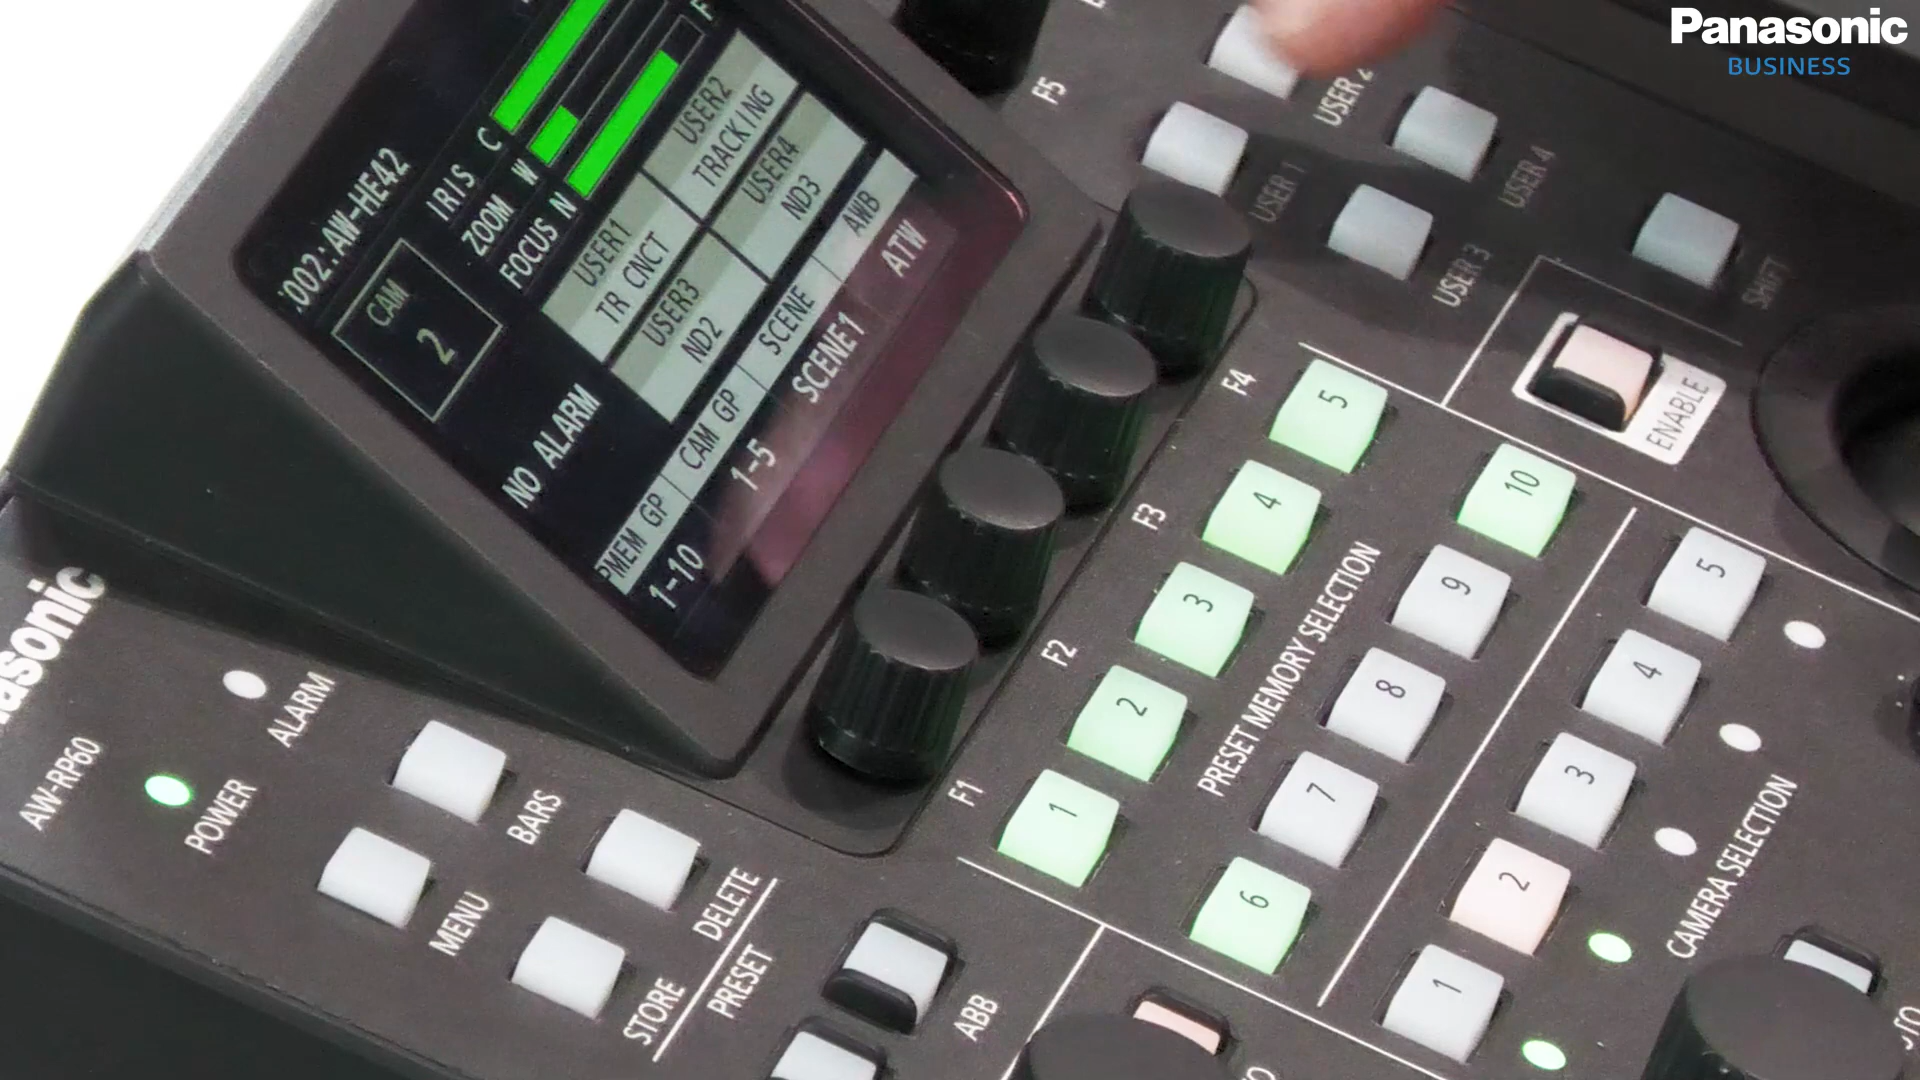 Panasonic
BUSINESS
002:AW-HE42
CAM
2
IRIS C
ZOOM W
FOCUS N
F
NO ALARM
USER1
TR CNCT
USER2
TRACKING
USER3
ND2
USER4
ND3
PMEM GP
CAM GP
SCENE
AWB
1-10
1-5
SCENE1
ATW
asonic
AW-RP60
ALARM
POWER
BARS
MENU
DELETE
STORE
PRESET
ABB
F5
F4
F3
F2
F1
USER 2
USER 1
USER 4
USER 3
SHIFT
ENABLE
1
2
3
4
5
6
7
8
9
10
PRESET MEMORY SELECTION
1
2
3
4
5
CAMERA SELECTION